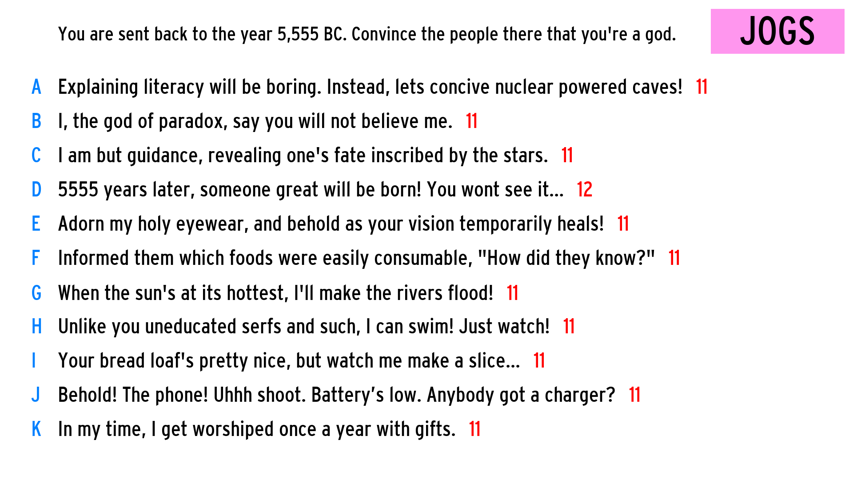 You are sent back to the year 5,555 BC. Convince the people there that you're a god.
JOGS
A Explaining literacy will be boring. Instead, lets concive nuclear powered caves! 11
B I, the god of paradox, say you will not believe me. 11
C I am but guidance, revealing one's fate inscribed by the stars. 11
D 5555 years later, someone great will be born! You wont see it... 12
E Adorn my holy eyewear, and behold as your vision temporarily heals! 11
F Informed them which foods were easily consumable, "How did they know?" 11
G When the sun's at its hottest, I'll make the rivers flood! 11
H Unlike you uneducated serfs and such, I can swim! Just watch! 11
I Your bread loaf's pretty nice, but watch me make a slice... 11
J Behold! The phone! Uhhh shoot. Battery’s low. Anybody got a charger? 11
K In my time, I get worshiped once a year with gifts. 11